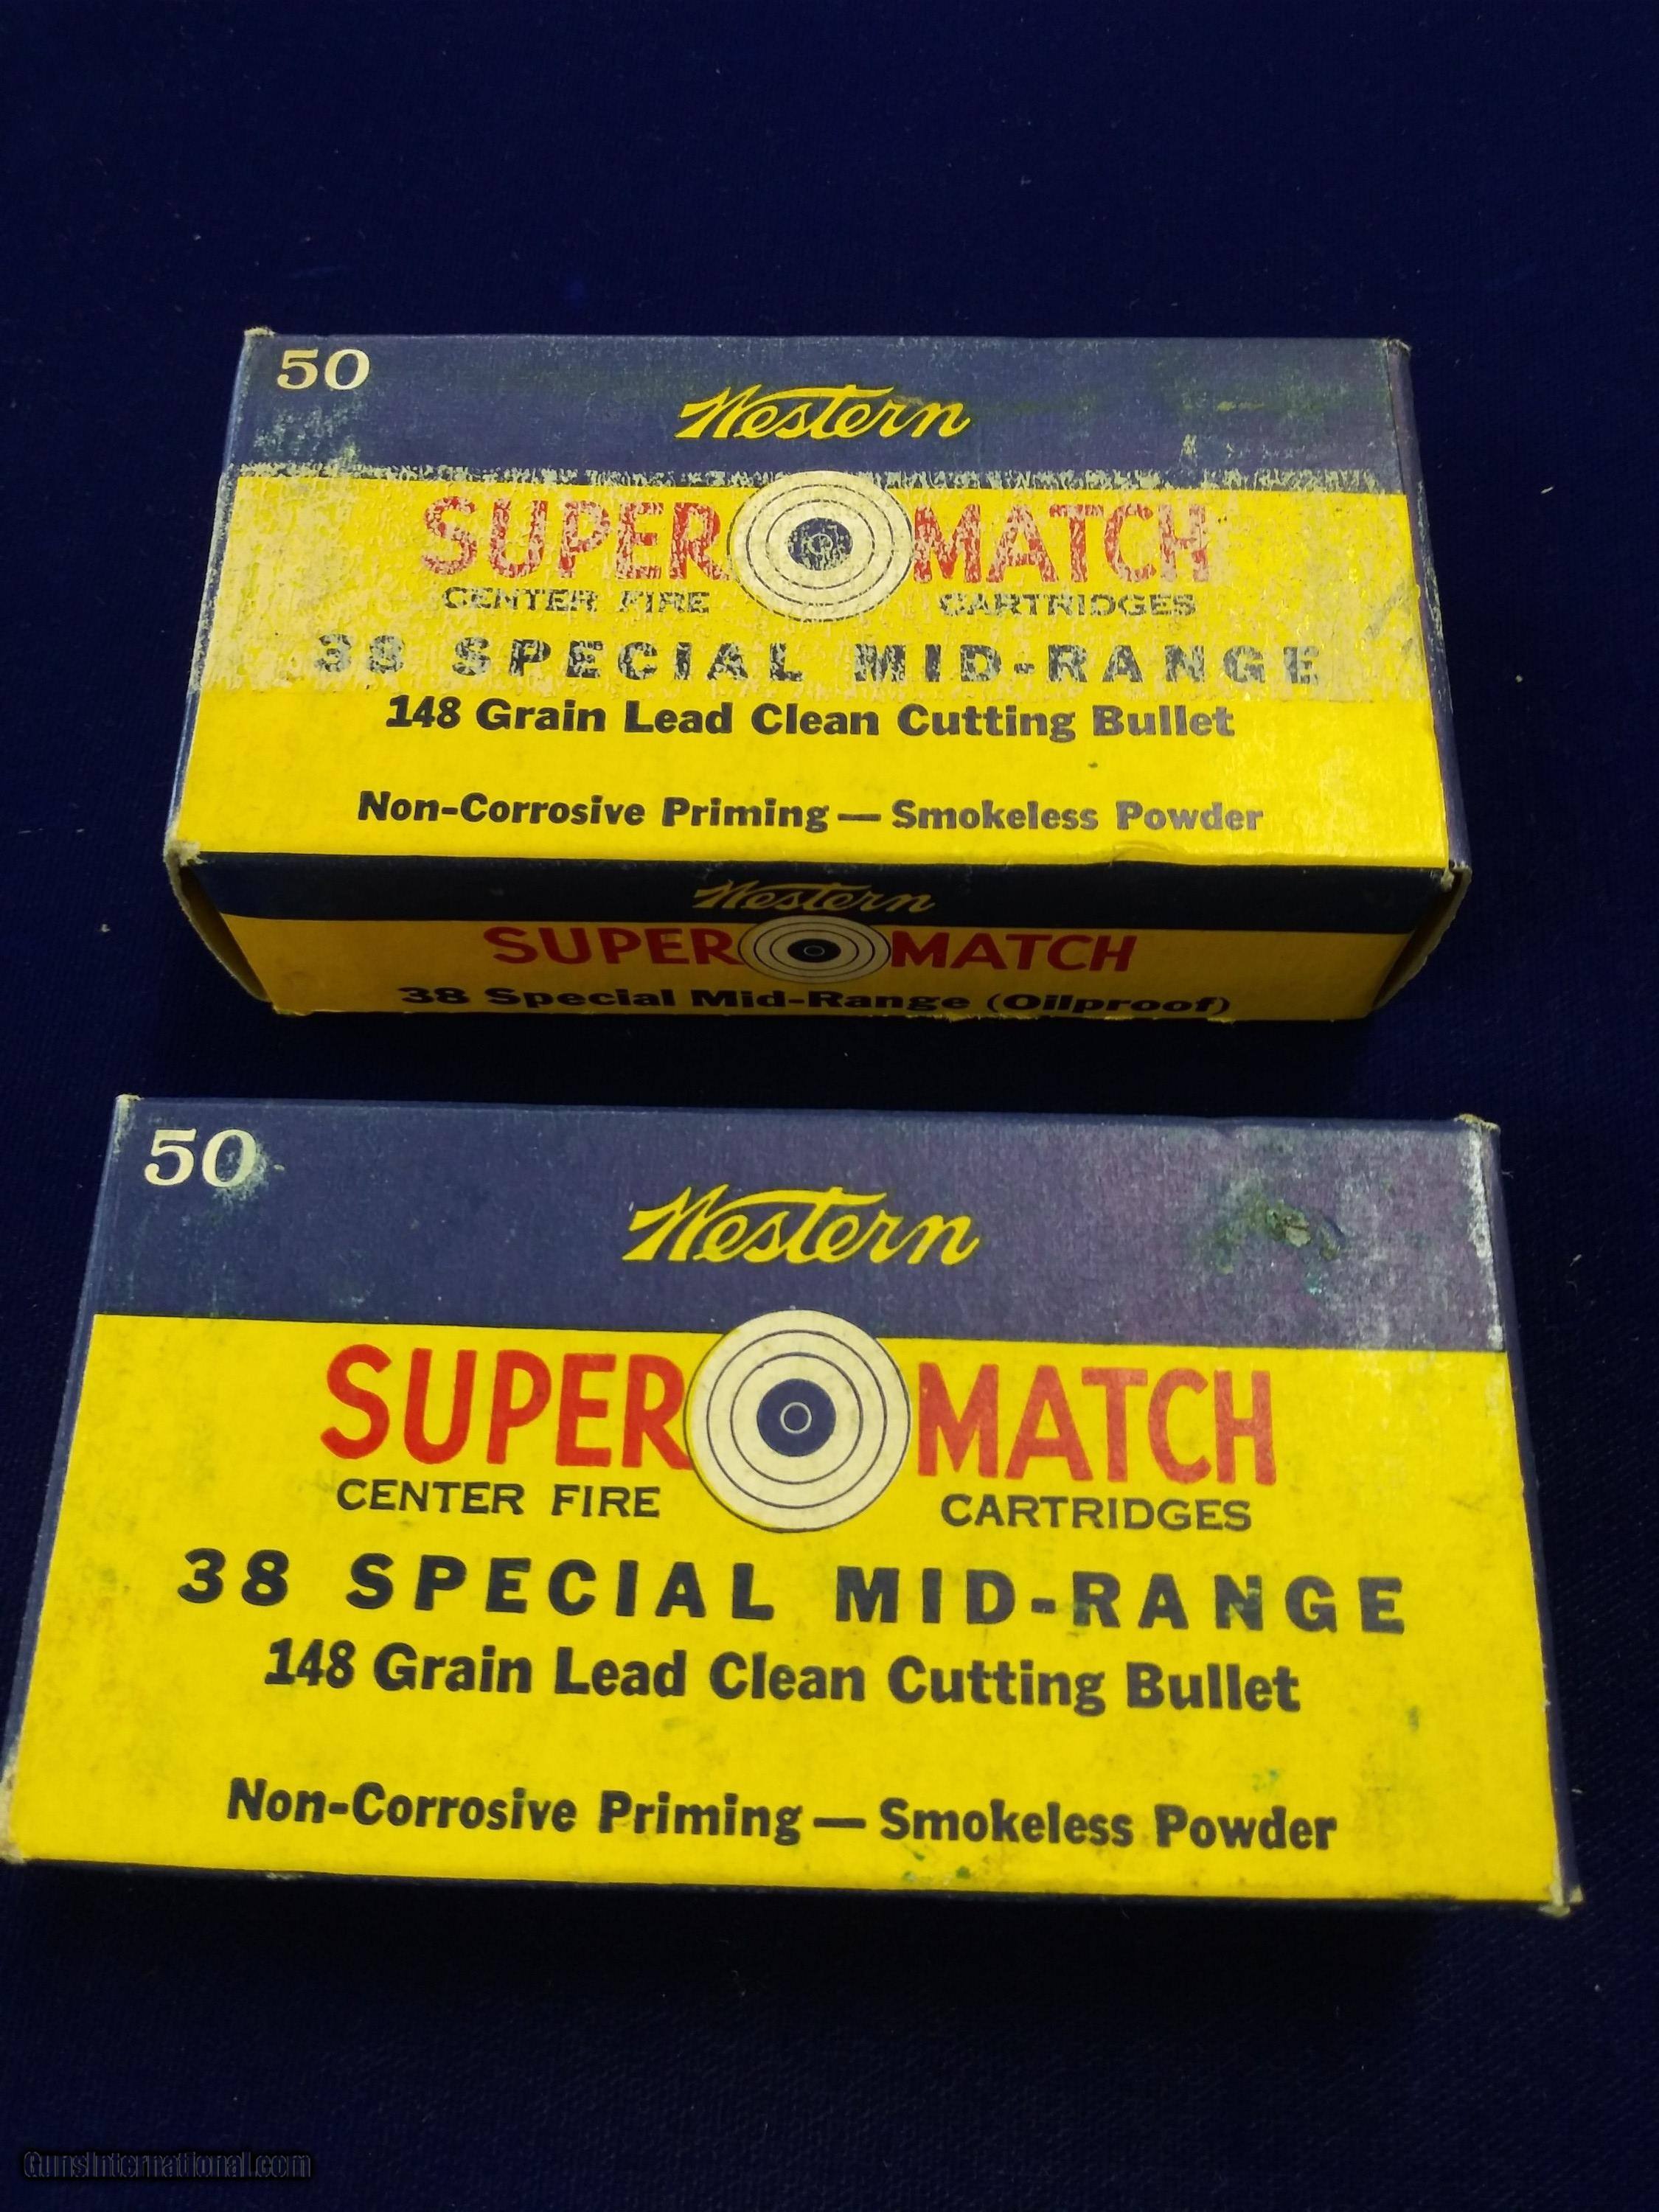 50
Western
SUPER MATCH
CENTER FIRE CARTRIDGES
38 SPECIAL MID-RANGE
148 Grain Lead Clean Cutting Bullet
Non-Corrosive Priming — Smokeless Powder
Western
SUPER MATCH
38 Special Mid-Range (Oilproof)
50
Western
SUPER MATCH
CENTER FIRE CARTRIDGES
38 SPECIAL MID-RANGE
148 Grain Lead Clean Cutting Bullet
Non-Corrosive Priming — Smokeless Powder
GunsInternational.com